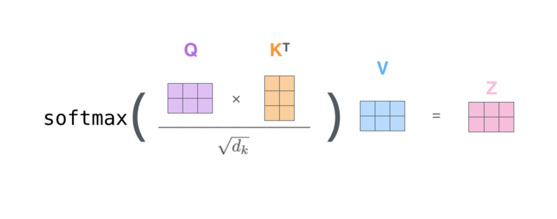 Q Kᵀ V Z
softmax( × ) =
√dₖ